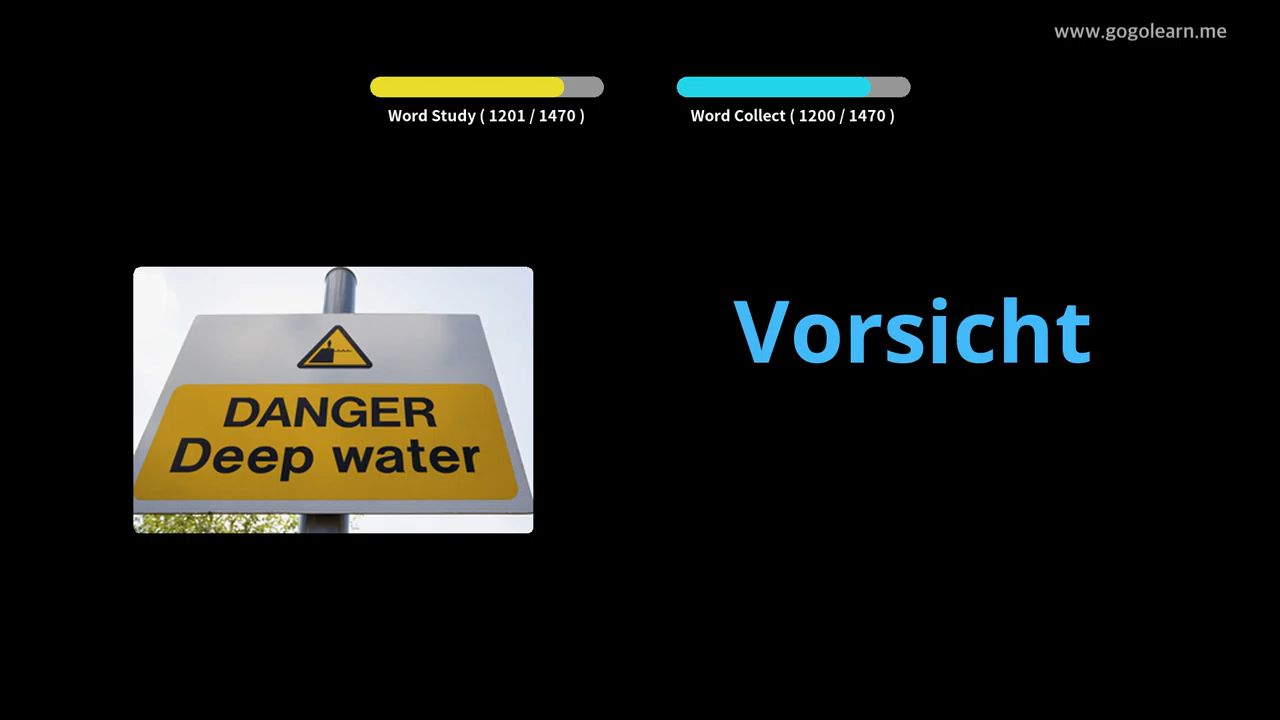 www.gogolearn.me
Word Study ( 1201 / 1470 )
Word Collect ( 1200 / 1470 )
DANGER
Deep water
Vorsicht